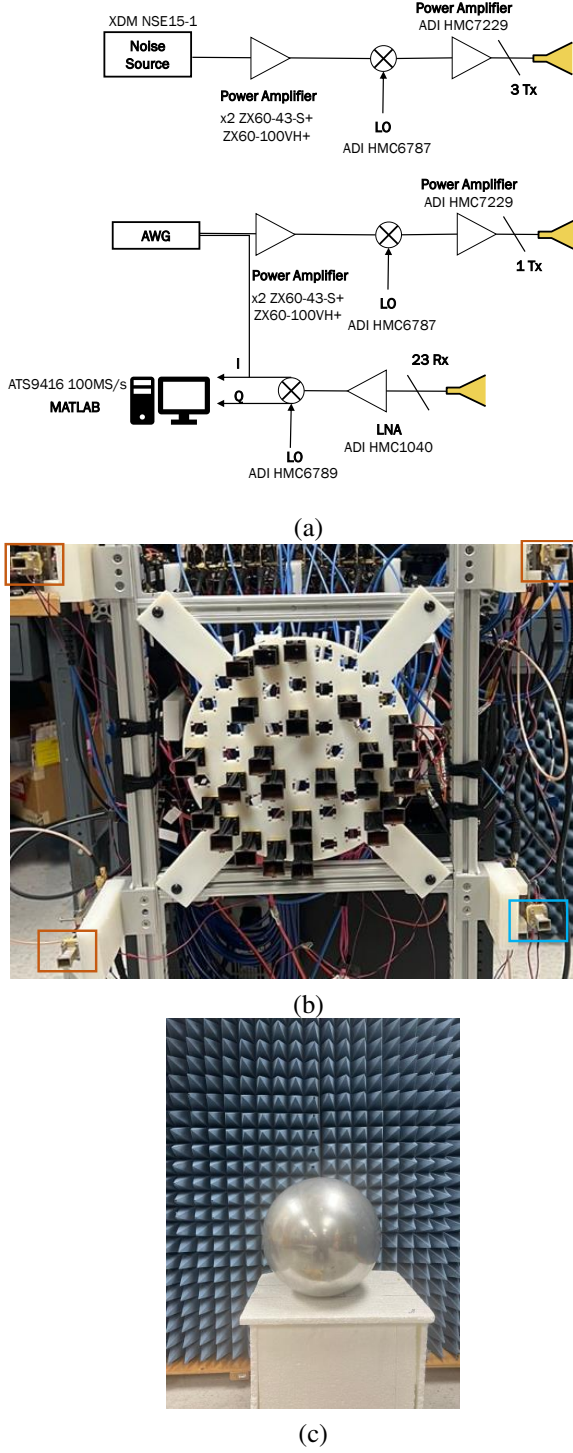 XDM NSE15-1
Noise
Source
Power Amplifier
x2 ZX60-43-S+
ZX60-100VH+
LO
ADI HMC6787
Power Amplifier
ADI HMC7229
3 Tx
AWG
Power Amplifier
x2 ZX60-43-S+
ZX60-100VH+
LO
ADI HMC6787
Power Amplifier
ADI HMC7229
1 Tx
ATS9416 100MS/s
MATLAB
I
Q
LO
ADI HMC6789
LNA
ADI HMC1040
23 Rx
(a)
(b)
(c)